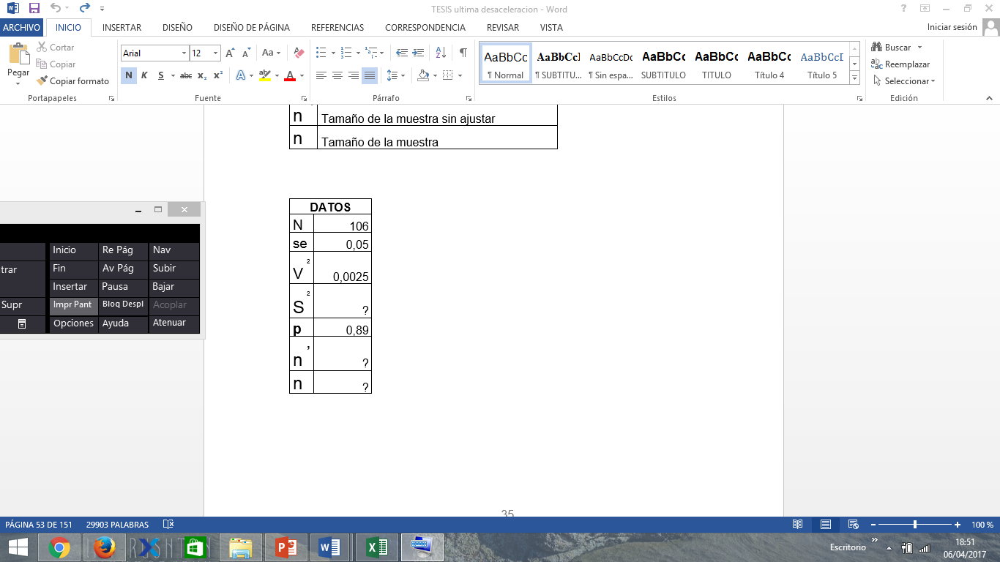 TESIS ultima desaceleracion - Word
ARCHIVO INICIO INSERTAR DISEÑO DISEÑO DE PÁGINA REFERENCIAS CORRESPONDENCIA REVISAR VISTA Iniciar sesión
Pegar
Cortar
Copiar
Copiar formato
Portapapeles
Arial 12
N K S abc x₂ x²
Fuente
Párrafo
AaBbCc AaBbCcI AaBbCcDc AaBbCc AaBbCc AaBbCc AaBbCcI
¶ Normal ¶ SUBTITU... ¶ Sin espa... SUBTITULO TITULO Título 4 Título 5
Estilos
Buscar
Reemplazar
Seleccionar
Edición
n Tamaño de la muestra sin ajustar
n Tamaño de la muestra
DATOS
N 106
se 0,05
V² 0,0025
S² ?
p 0,89
n’ ?
n ?
35
Inicio Re Pág Nav
trar Fin Av Pág Subir
Insertar Pausa Bajar
Supr Impr Pant Bloq Despl Acoplar
Opciones Ayuda Atenuar
PÁGINA 53 DE 151 29903 PALABRAS 100 %
Escritorio
18:51
06/04/2017